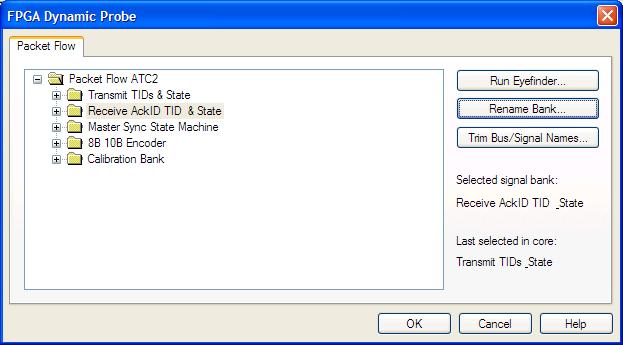 FPGA Dynamic Probe
Packet Flow
Packet Flow ATC2
Transmit TIDs & State
Receive AckID TID & State
Master Sync State Machine
8B 10B Encoder
Calibration Bank
Run Eyefinder...
Rename Bank...
Trim Bus/Signal Names...
Selected signal bank:
Receive AckID TID _State
Last selected in core:
Transmit TIDs _State
OK
Cancel
Help